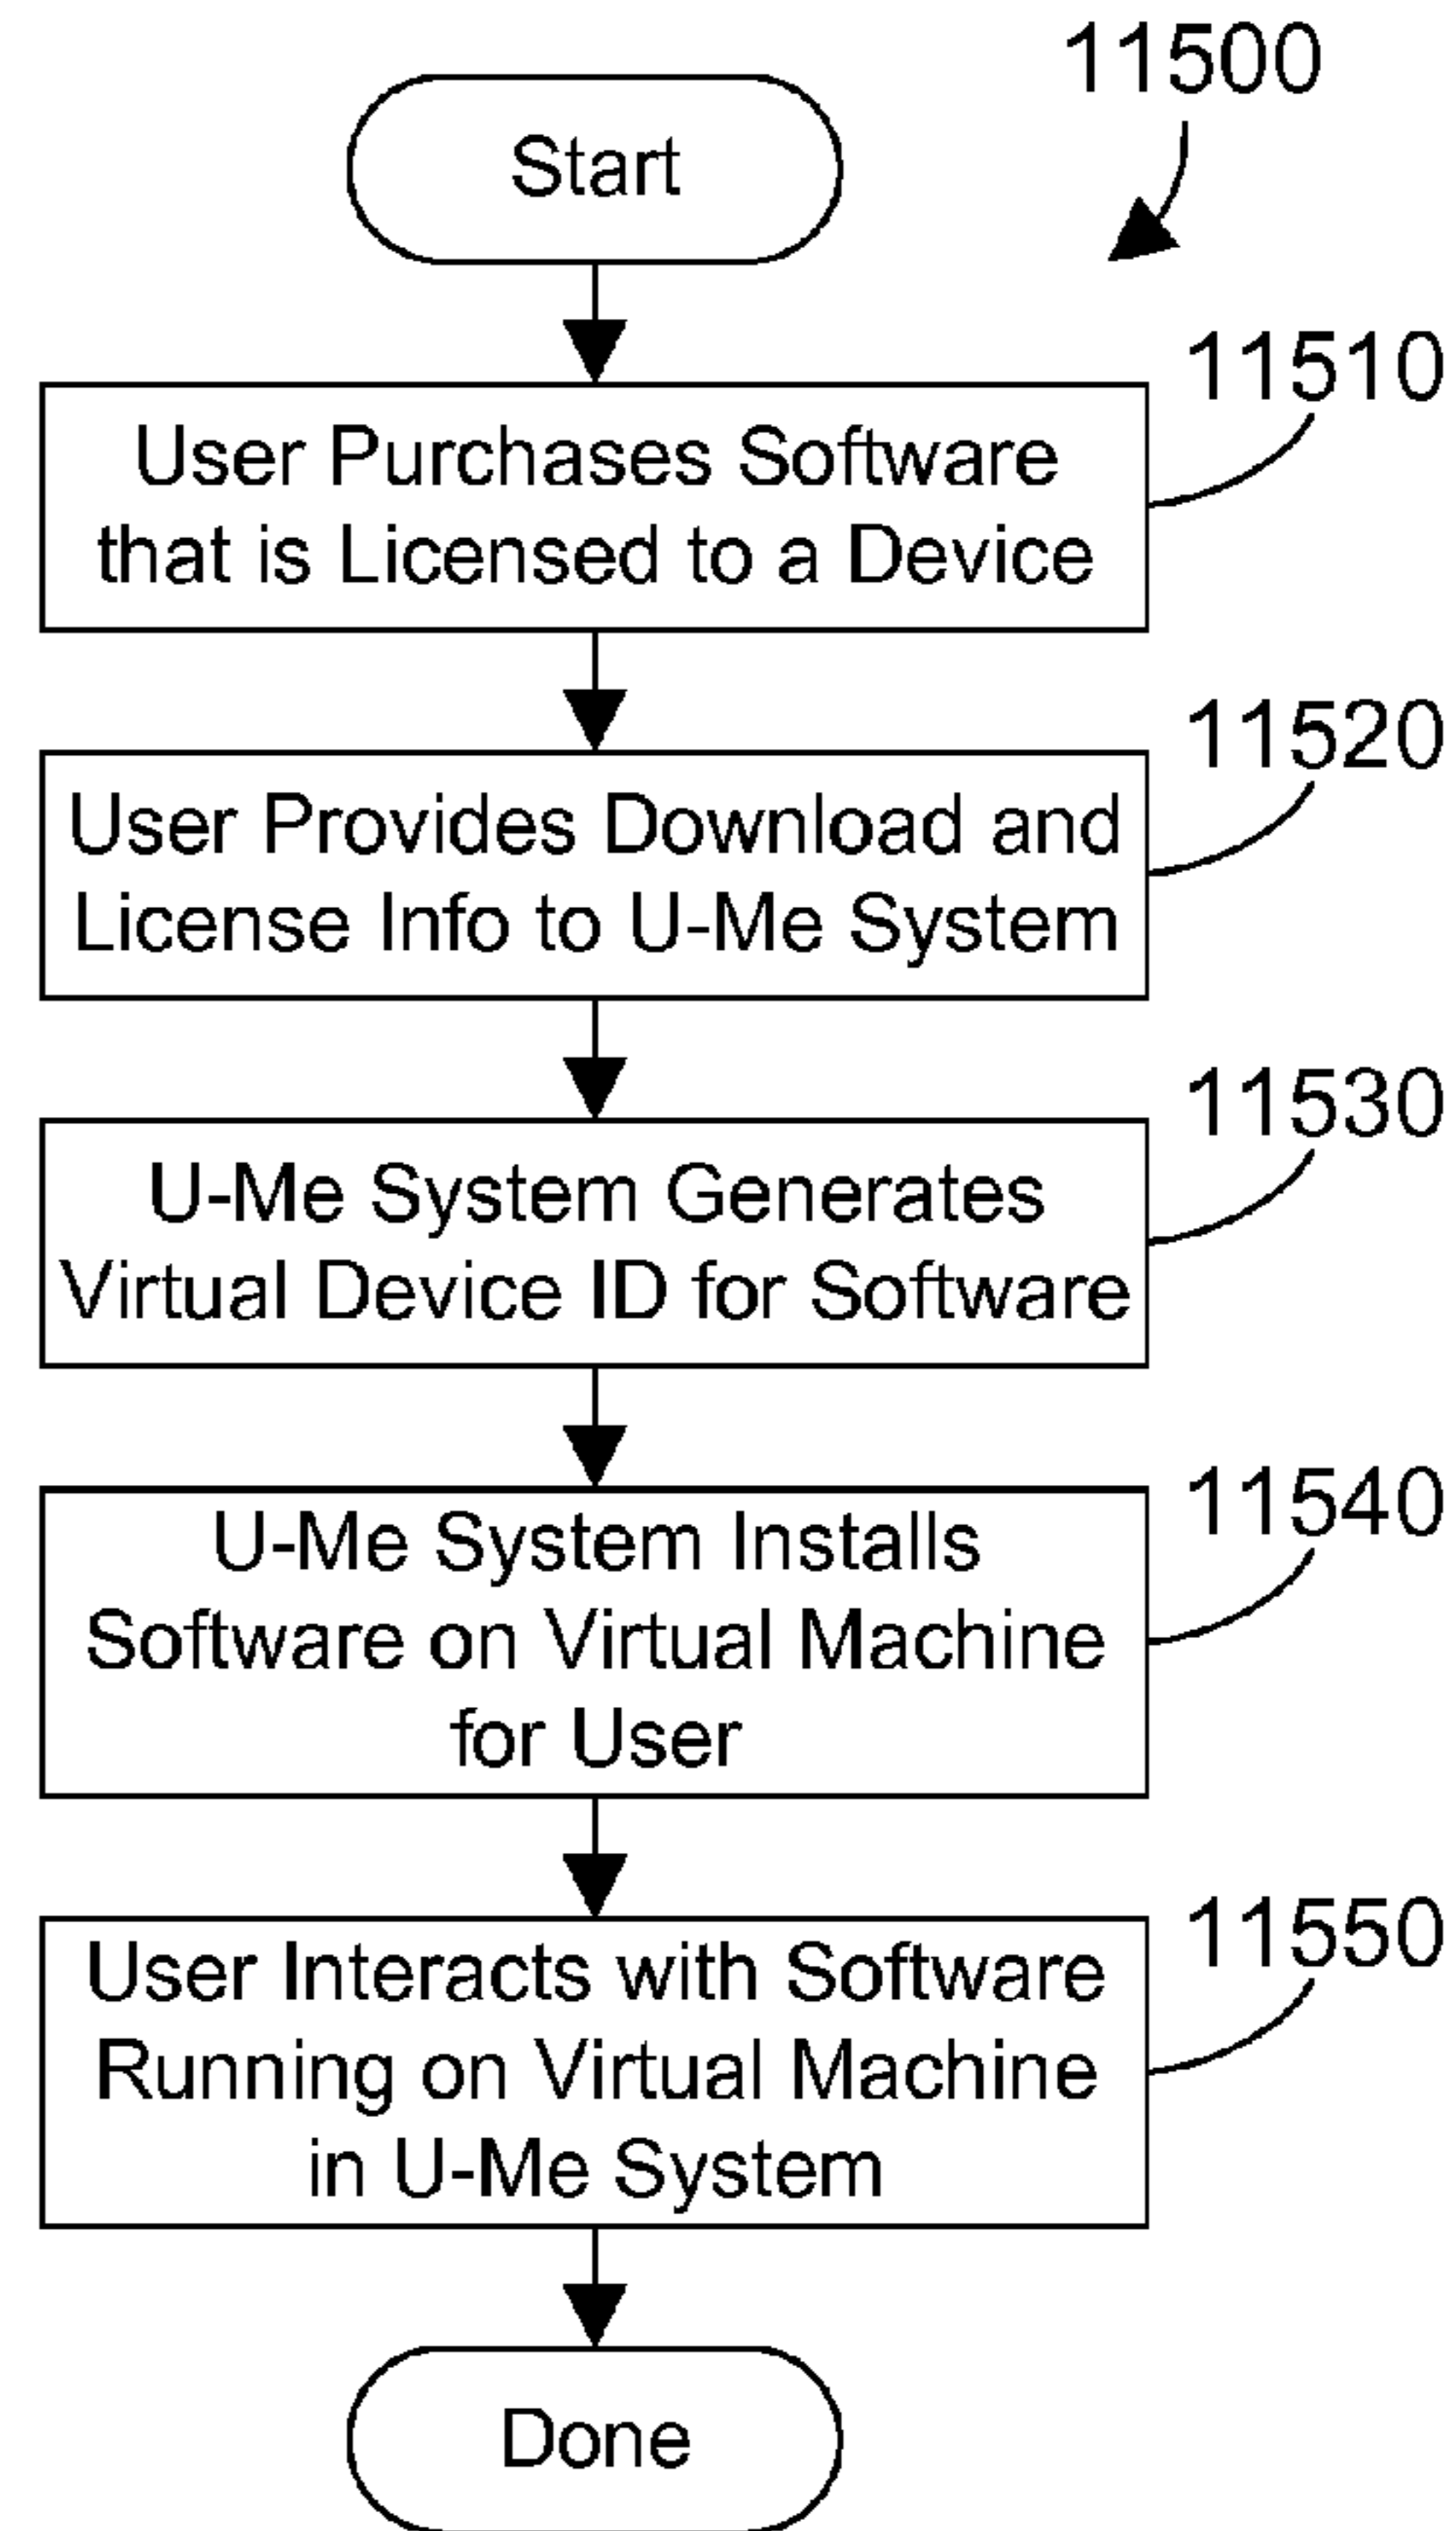 11500
Start
11510
User Purchases Software
that is Licensed to a Device
11520
User Provides Download and
License Info to U-Me System
11530
U-Me System Generates
Virtual Device ID for Software
11540
U-Me System Installs
Software on Virtual Machine
for User
11550
User Interacts with Software
Running on Virtual Machine
in U-Me System
Done